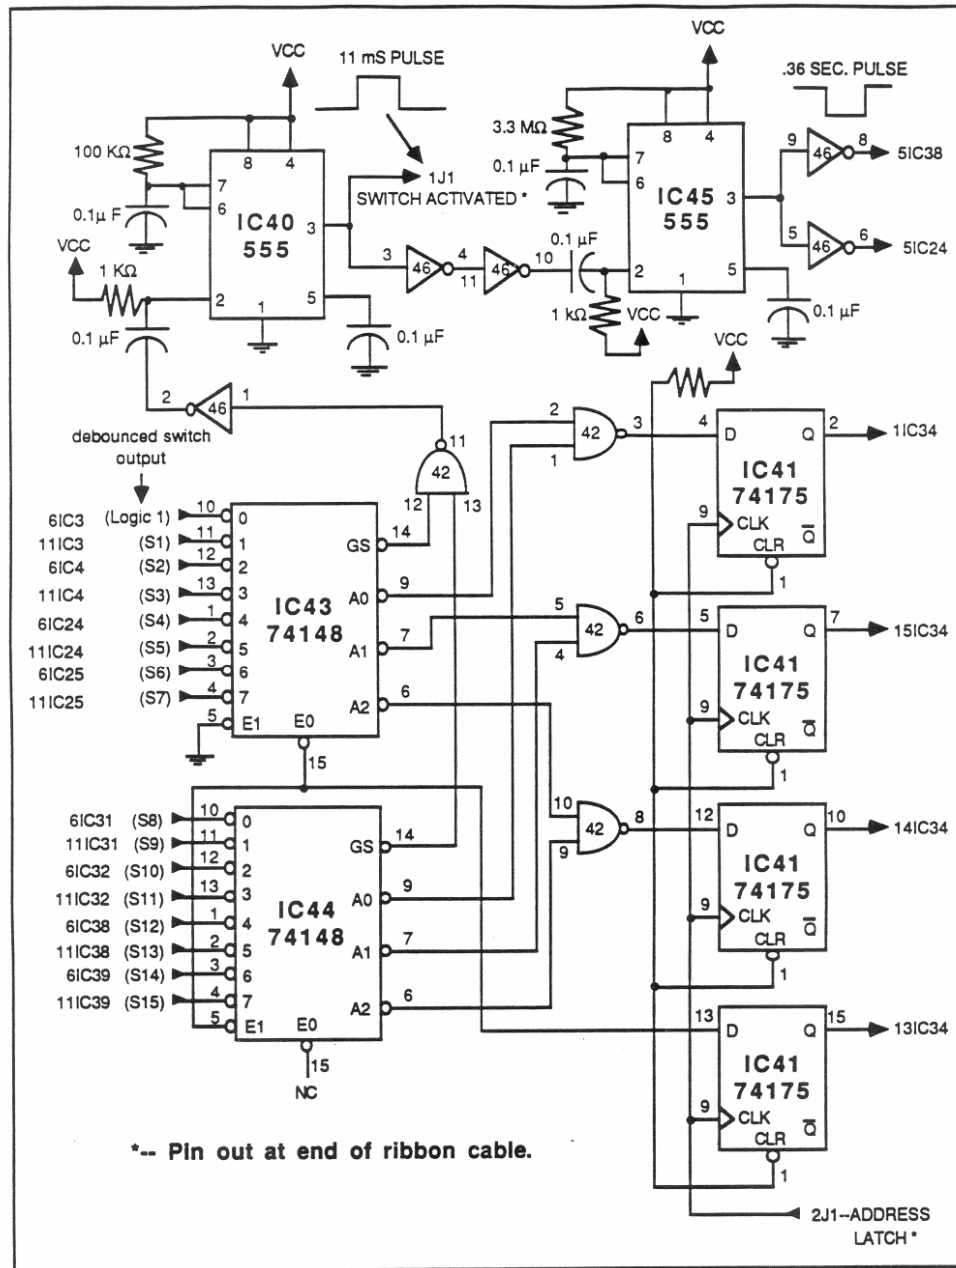 VCC
11 mS PULSE
VCC
.36 SEC. PULSE
100 KΩ
8
4
7
6
0.1μ F
IC40
555
3
1J1
SWITCH ACTIVATED *
3.3 MΩ
0.1 μF
8
4
7
6
IC45
555
3
9
46
8
5IC38
5
46
6
5IC24
VCC
1 KΩ
2
1
5
0.1 μF
0.1 μF
3
46
4
11
46
10
0.1 μF
2
1
5
1 kΩ
VCC
0.1 μF
VCC
2
46
1
debounced switch
output
11
42
12
13
2
1
42
3
4
D
Q
2
1IC34
IC41
74175
9
CLK
Q
CLR
1
6IC3
(Logic 1)
10
0
11IC3
(S1)
11
1
6IC4
(S2)
12
2
11IC4
(S3)
13
3
6IC24
(S4)
1
4
11IC24
(S5)
2
5
6IC25
(S6)
3
6
11IC25
(S7)
4
7
5
E1
E0
15
IC43
74148
GS
14
A0
9
A1
7
A2
6
5
4
42
6
5
D
Q
7
15IC34
IC41
74175
9
CLK
Q
CLR
1
6IC31
(S8)
10
0
11IC31
(S9)
11
1
6IC32
(S10)
12
2
11IC32
(S11)
13
3
6IC38
(S12)
1
4
11IC38
(S13)
2
5
6IC39
(S14)
3
6
11IC39
(S15)
4
7
5
E1
E0
15
NC
IC44
74148
GS
14
A0
9
A1
7
A2
6
10
9
42
8
12
D
Q
10
14IC34
IC41
74175
9
CLK
Q
CLR
1
13
D
Q
15
13IC34
IC41
74175
9
CLK
Q
CLR
1
*-- Pin out at end of ribbon cable.
2J1--ADDRESS
LATCH *